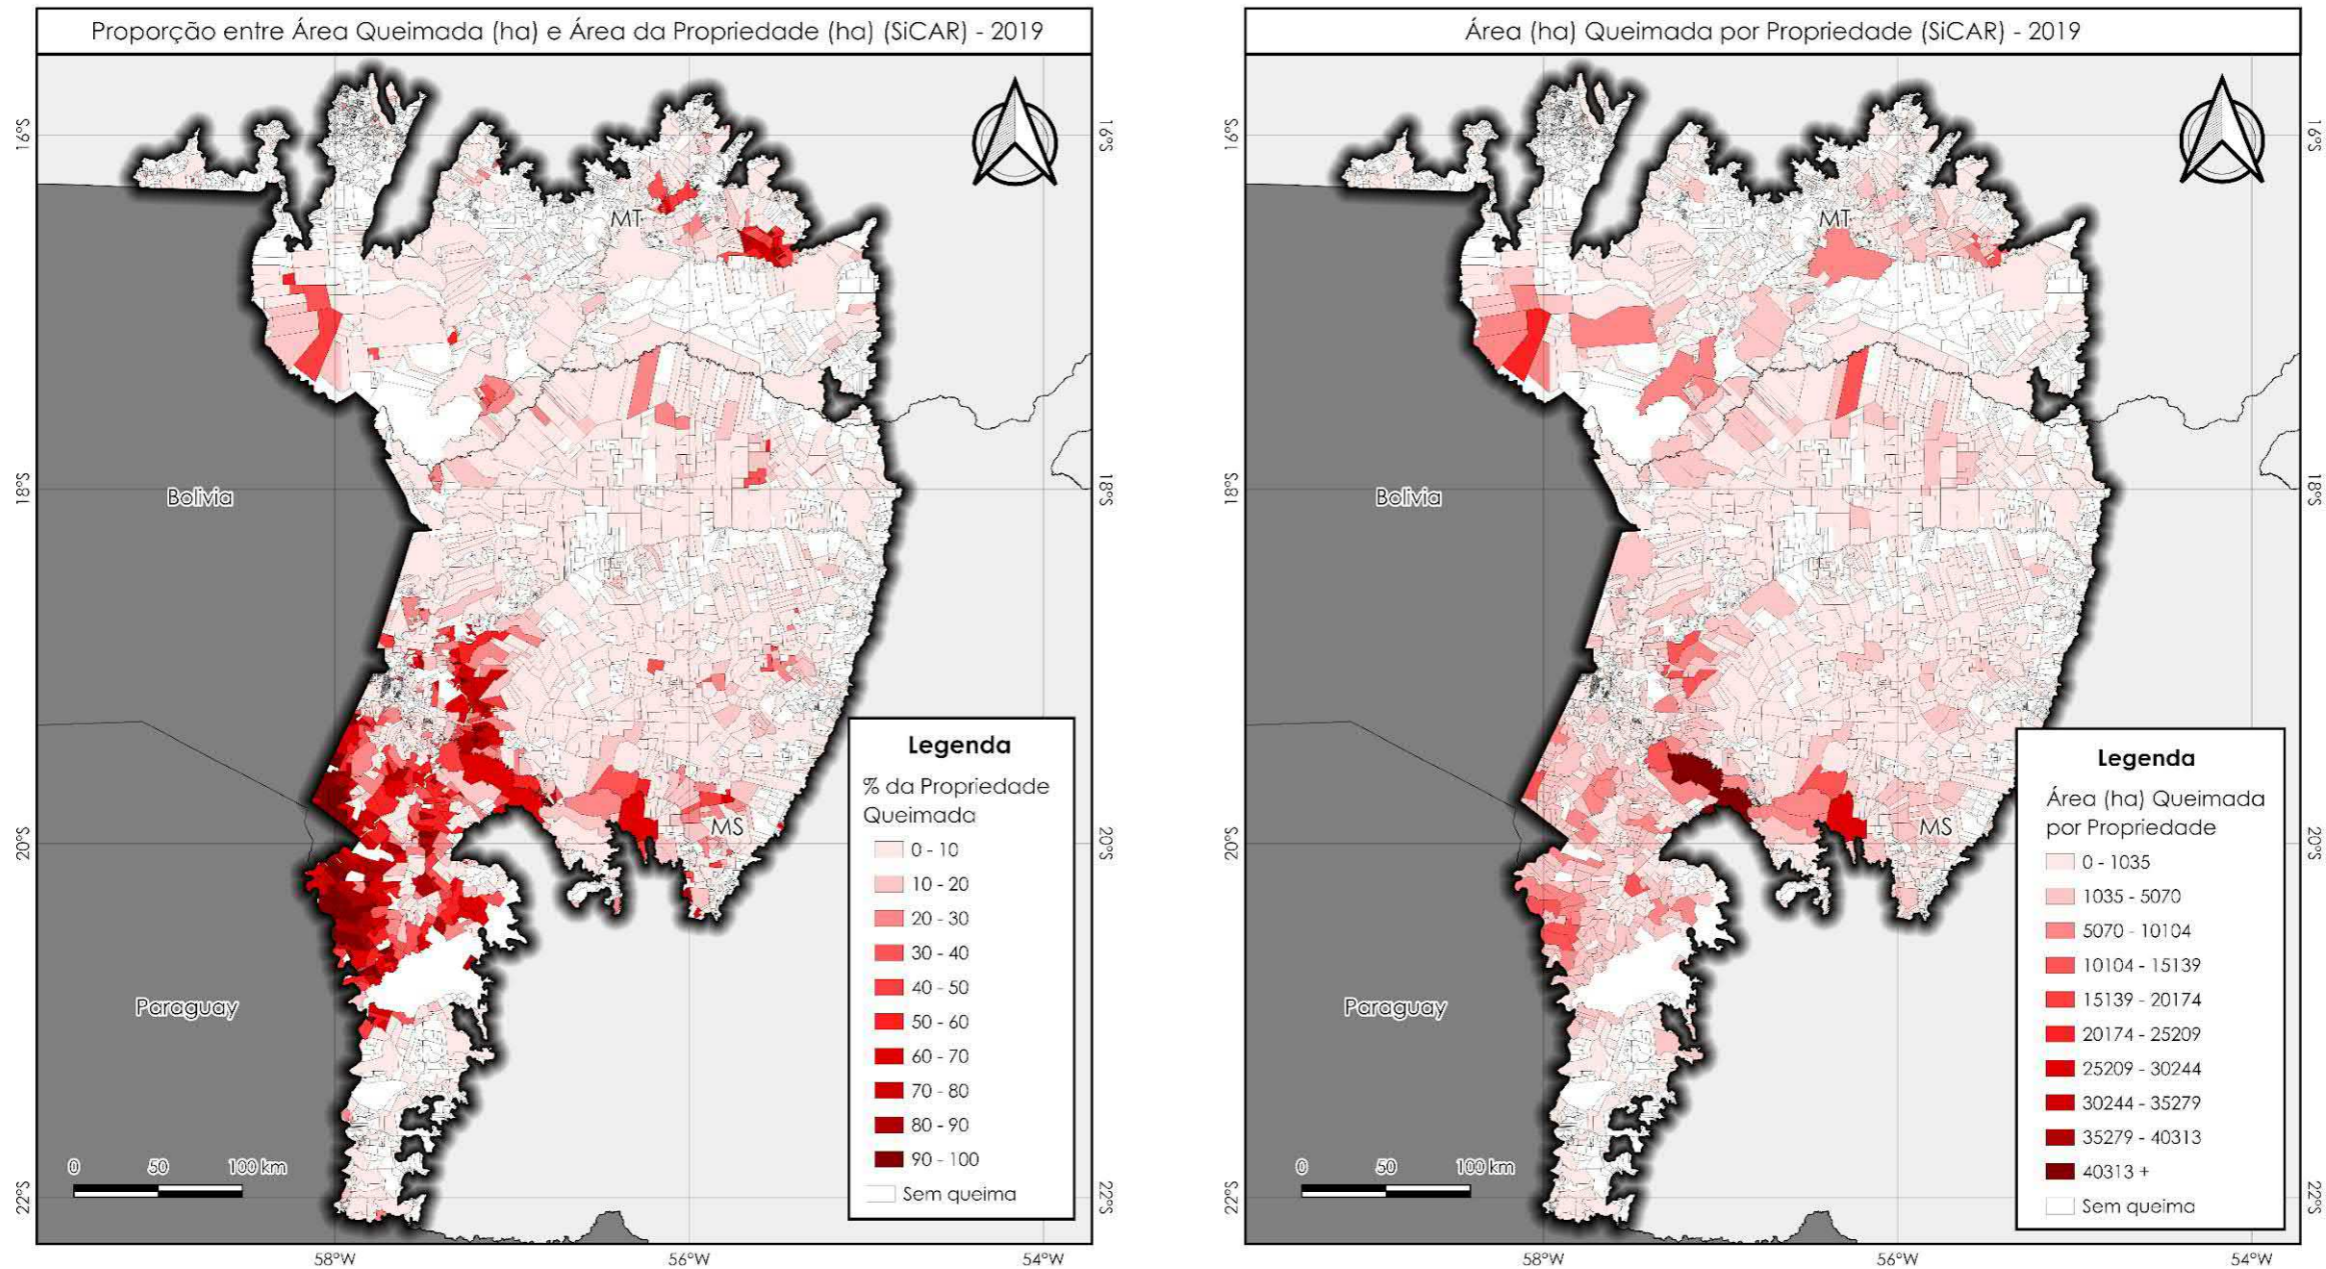 Proporção entre Área Queimada (ha) e Área da Propriedade (ha) (SiCAR) - 2019
16°S
16°S
MT
Bolivia
18°S
18°S
Legenda
% da Propriedade
Queimada
0 - 10
10 - 20
20 - 30
30 - 40
40 - 50
50 - 60
60 - 70
70 - 80
80 - 90
90 - 100
Sem queima
MS
20°S
20°S
Paraguay
0 50 100 km
22°S
22°S
58°W 56°W 54°W
Área (ha) Queimada por Propriedade (SiCAR) - 2019
16°S
16°S
MT
Bolivia
18°S
18°S
Legenda
Área (ha) Queimada
por Propriedade
0 - 1035
1035 - 5070
5070 - 10104
10104 - 15139
15139 - 20174
20174 - 25209
25209 - 30244
30244 - 35279
35279 - 40313
40313 +
Sem queima
MS
20°S
20°S
Paraguay
0 50 100 km
22°S
22°S
58°W 56°W 54°W